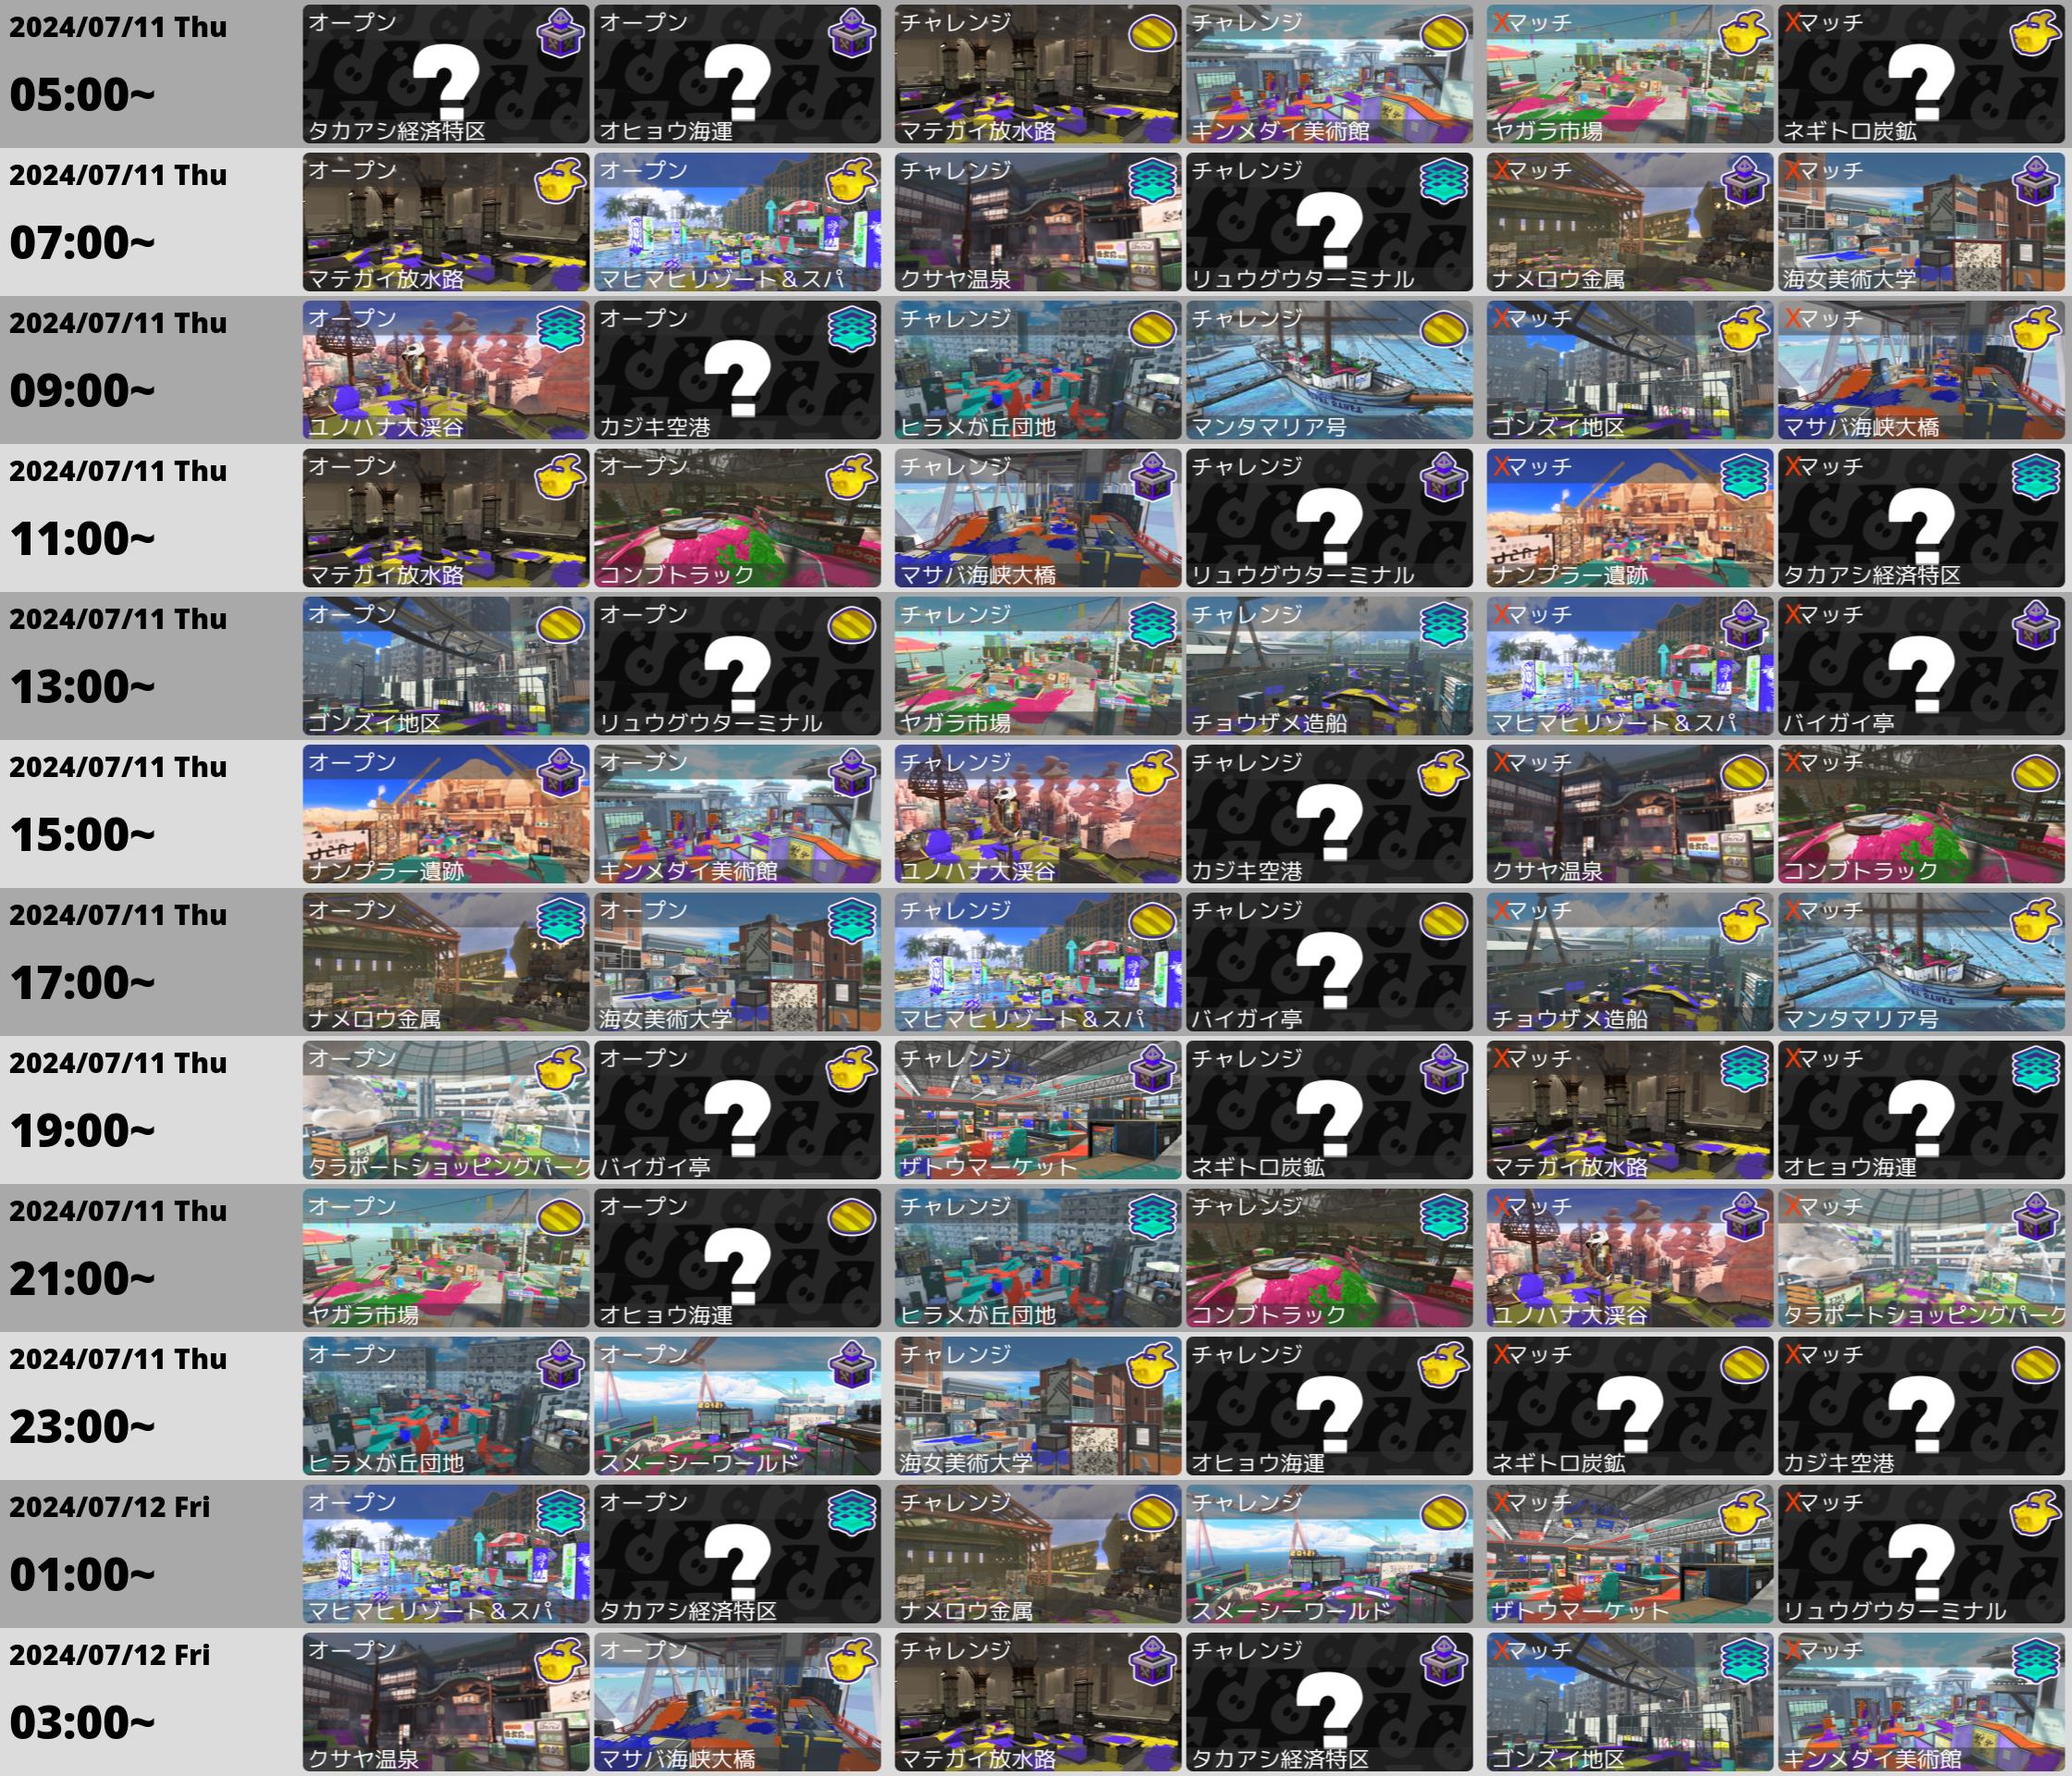 2024/07/11 Thu
05:00~
オープン
タカアシ経済特区
オープン
オヒョウ海運
チャレンジ
マテガイ放水路
チャレンジ
キンメダイ美術館
Xマッチ
ヤガラ市場
Xマッチ
ネギトロ炭鉱
2024/07/11 Thu
07:00~
オープン
マテガイ放水路
オープン
マヒマヒリゾート＆スパ
チャレンジ
クサヤ温泉
チャレンジ
リュウグウターミナル
Xマッチ
ナメロウ金属
Xマッチ
海女美術大学
2024/07/11 Thu
09:00~
オープン
ユノハナ大渓谷
オープン
カジキ空港
チャレンジ
ヒラメが丘団地
チャレンジ
マンタマリア号
Xマッチ
ゴンズイ地区
Xマッチ
マサバ海峡大橋
2024/07/11 Thu
11:00~
オープン
マテガイ放水路
オープン
コンブトラック
チャレンジ
マサバ海峡大橋
チャレンジ
リュウグウターミナル
Xマッチ
ナンプラー遺跡
Xマッチ
タカアシ経済特区
2024/07/11 Thu
13:00~
オープン
ゴンズイ地区
オープン
リュウグウターミナル
チャレンジ
ヤガラ市場
チャレンジ
チョウザメ造船
Xマッチ
マヒマヒリゾート＆スパ
Xマッチ
バイガイ亭
2024/07/11 Thu
15:00~
オープン
ナンプラー遺跡
オープン
キンメダイ美術館
チャレンジ
ユノハナ大渓谷
チャレンジ
カジキ空港
Xマッチ
クサヤ温泉
Xマッチ
コンブトラック
2024/07/11 Thu
17:00~
オープン
ナメロウ金属
オープン
海女美術大学
チャレンジ
マヒマヒリゾート＆スパ
チャレンジ
バイガイ亭
Xマッチ
チョウザメ造船
Xマッチ
マンタマリア号
2024/07/11 Thu
19:00~
オープン
タラポートショッピングパーク
オープン
バイガイ亭
チャレンジ
ザトウマーケット
チャレンジ
ネギトロ炭鉱
Xマッチ
マテガイ放水路
Xマッチ
オヒョウ海運
2024/07/11 Thu
21:00~
オープン
ヤガラ市場
オープン
オヒョウ海運
チャレンジ
ヒラメが丘団地
チャレンジ
コンブトラック
Xマッチ
ユノハナ大渓谷
Xマッチ
タラポートショッピングパーク
2024/07/11 Thu
23:00~
オープン
ヒラメが丘団地
オープン
スメーシーワールド
チャレンジ
海女美術大学
チャレンジ
オヒョウ海運
Xマッチ
ネギトロ炭鉱
Xマッチ
カジキ空港
2024/07/12 Fri
01:00~
オープン
マヒマヒリゾート＆スパ
オープン
タカアシ経済特区
チャレンジ
ナメロウ金属
チャレンジ
スメーシーワールド
Xマッチ
ザトウマーケット
Xマッチ
リュウグウターミナル
2024/07/12 Fri
03:00~
オープン
クサヤ温泉
オープン
マサバ海峡大橋
チャレンジ
マテガイ放水路
チャレンジ
タカアシ経済特区
Xマッチ
ゴンズイ地区
Xマッチ
キンメダイ美術館